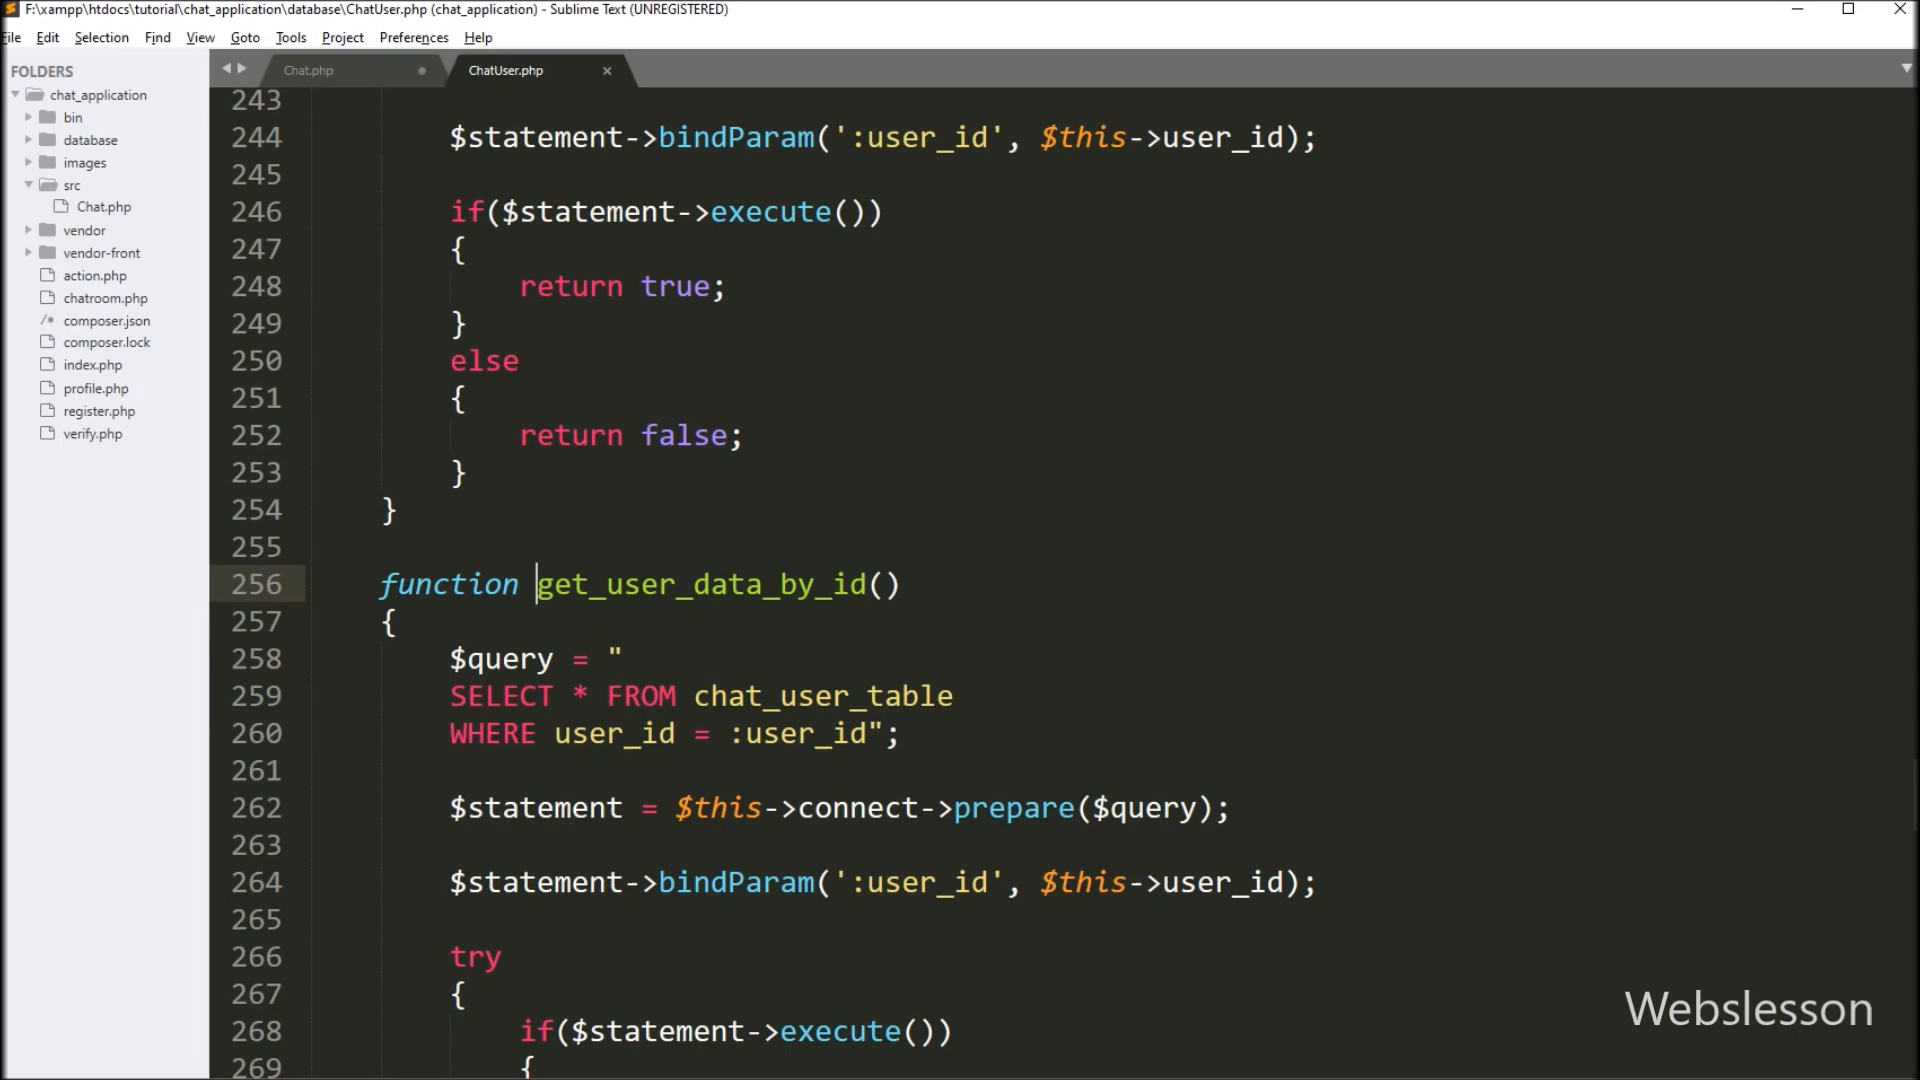 F:\xampp\htdocs\tutorial\chat_application\database\ChatUser.php (chat_application) - Sublime Text (UNREGISTERED)
File Edit Selection Find View Goto Tools Project Preferences Help
FOLDERS
chat_application
bin
database
images
src
Chat.php
vendor
vendor-front
action.php
chatroom.php
/* composer.json
composer.lock
index.php
profile.php
register.php
verify.php
Chat.php ChatUser.php
243
244 $statement->bindParam(':user_id', $this->user_id);
245
246 if($statement->execute())
247 {
248 return true;
249 }
250 else
251 {
252 return false;
253 }
254 }
255
256 function get_user_data_by_id()
257 {
258 $query = "
259 SELECT * FROM chat_user_table
260 WHERE user_id = :user_id";
261
262 $statement = $this->connect->prepare($query);
263
264 $statement->bindParam(':user_id', $this->user_id);
265
266 try
267 {
268 if($statement->execute())
269 {
Webslesson